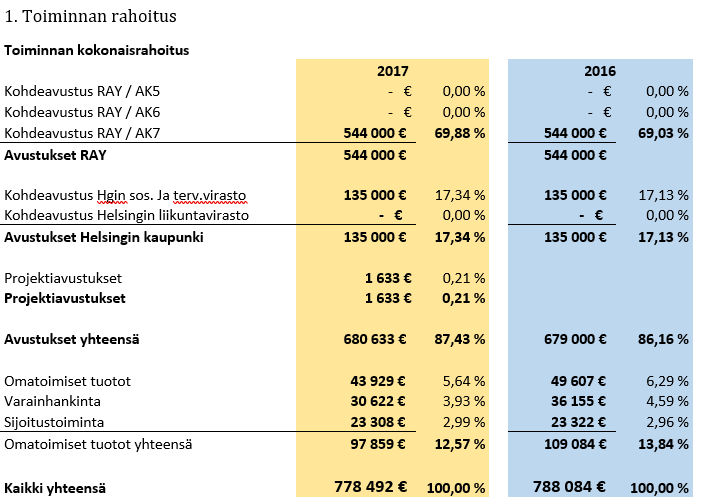 1. Toiminnan rahoitus
Toiminnan kokonaisrahoitus
2017 2016
Kohdeavustus RAY / AK5 - € 0,00 % - € 0,00 %
Kohdeavustus RAY / AK6 - € 0,00 % - € 0,00 %
Kohdeavustus RAY / AK7 544 000 € 69,88 % 544 000 € 69,03 %
Avustukset RAY 544 000 € 544 000 €
Kohdeavustus Hgin sos. Ja terv.virasto 135 000 € 17,34 % 135 000 € 17,13 %
Kohdeavustus Helsingin liikuntavirasto - € 0,00 % - € 0,00 %
Avustukset Helsingin kaupunki 135 000 € 17,34 % 135 000 € 17,13 %
Projektiavustukset 1 633 € 0,21 %
Projektiavustukset 1 633 € 0,21 %
Avustukset yhteensä 680 633 € 87,43 % 679 000 € 86,16 %
Omatoimiset tuotot 43 929 € 5,64 % 49 607 € 6,29 %
Varainhankinta 30 622 € 3,93 % 36 155 € 4,59 %
Sijoitustoiminta 23 308 € 2,99 % 23 322 € 2,96 %
Omatoimiset tuotot yhteensä 97 859 € 12,57 % 109 084 € 13,84 %
Kaikki yhteensä 778 492 € 100,00 % 788 084 € 100,00 %